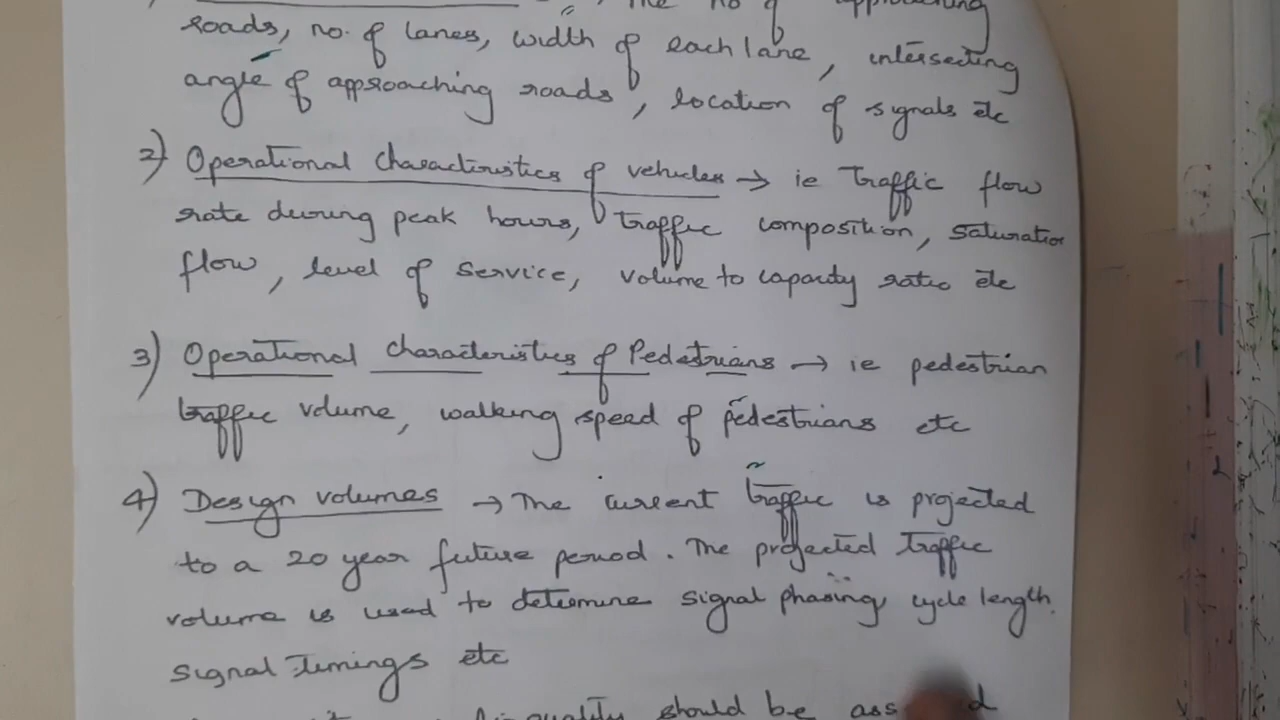 The no of approaching
roads, no. of lanes, width of each lane, intersecting
angle of approaching roads, location of signals etc
2) Operational characteristics of vehicles → ie Traffic flow
rate during peak hours, traffic composition, saturation
flow, level of service, volume to capacity ratio etc
3) Operational characteristics of Pedestrians → ie pedestrian
traffic volume, walking speed of pedestrians etc
4) Design volumes → The current traffic is projected
to a 20 year future period. The projected traffic
volume is used to determine signal phasing, cycle length,
signal timings etc
should be